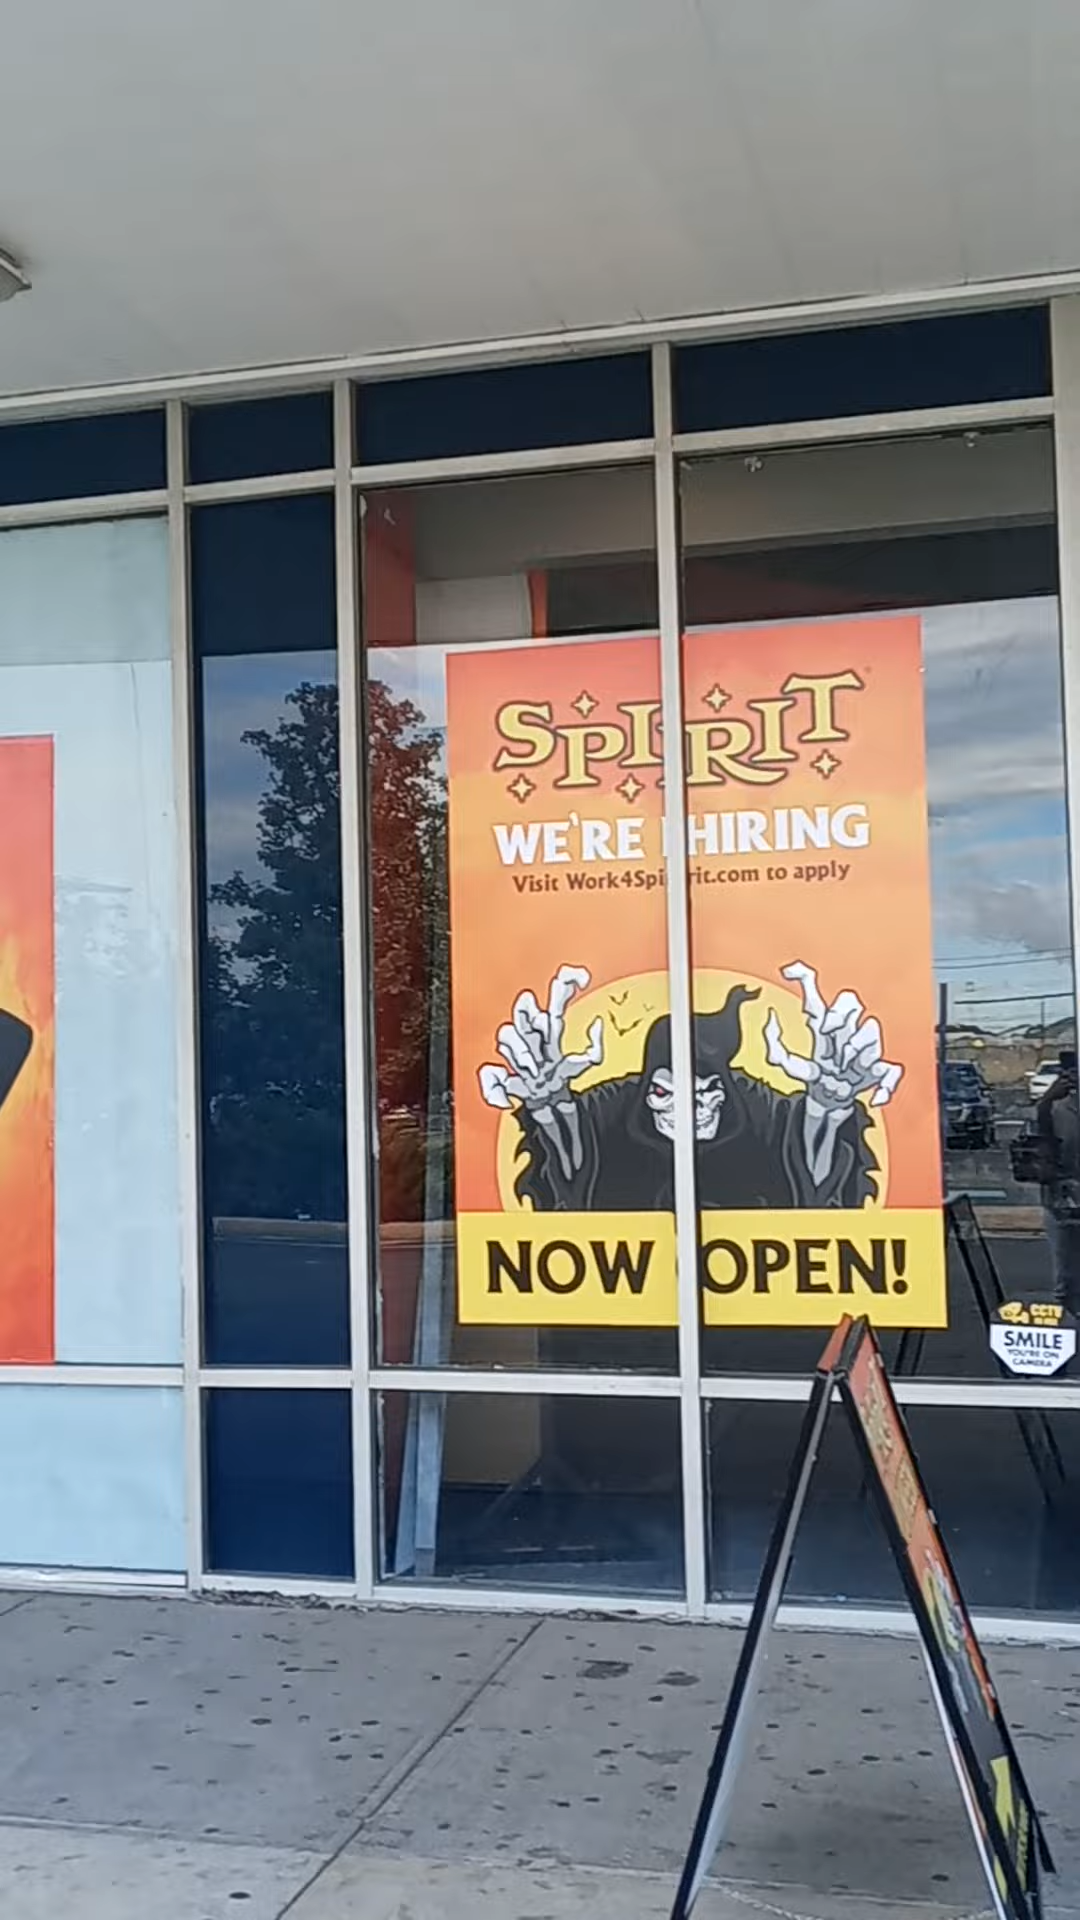 SPIRIT
WE'RE HIRING
Visit Work4Spirit.com to apply
NOW OPEN!
CCTV
SMILE
YOU'RE ON
CAMERA